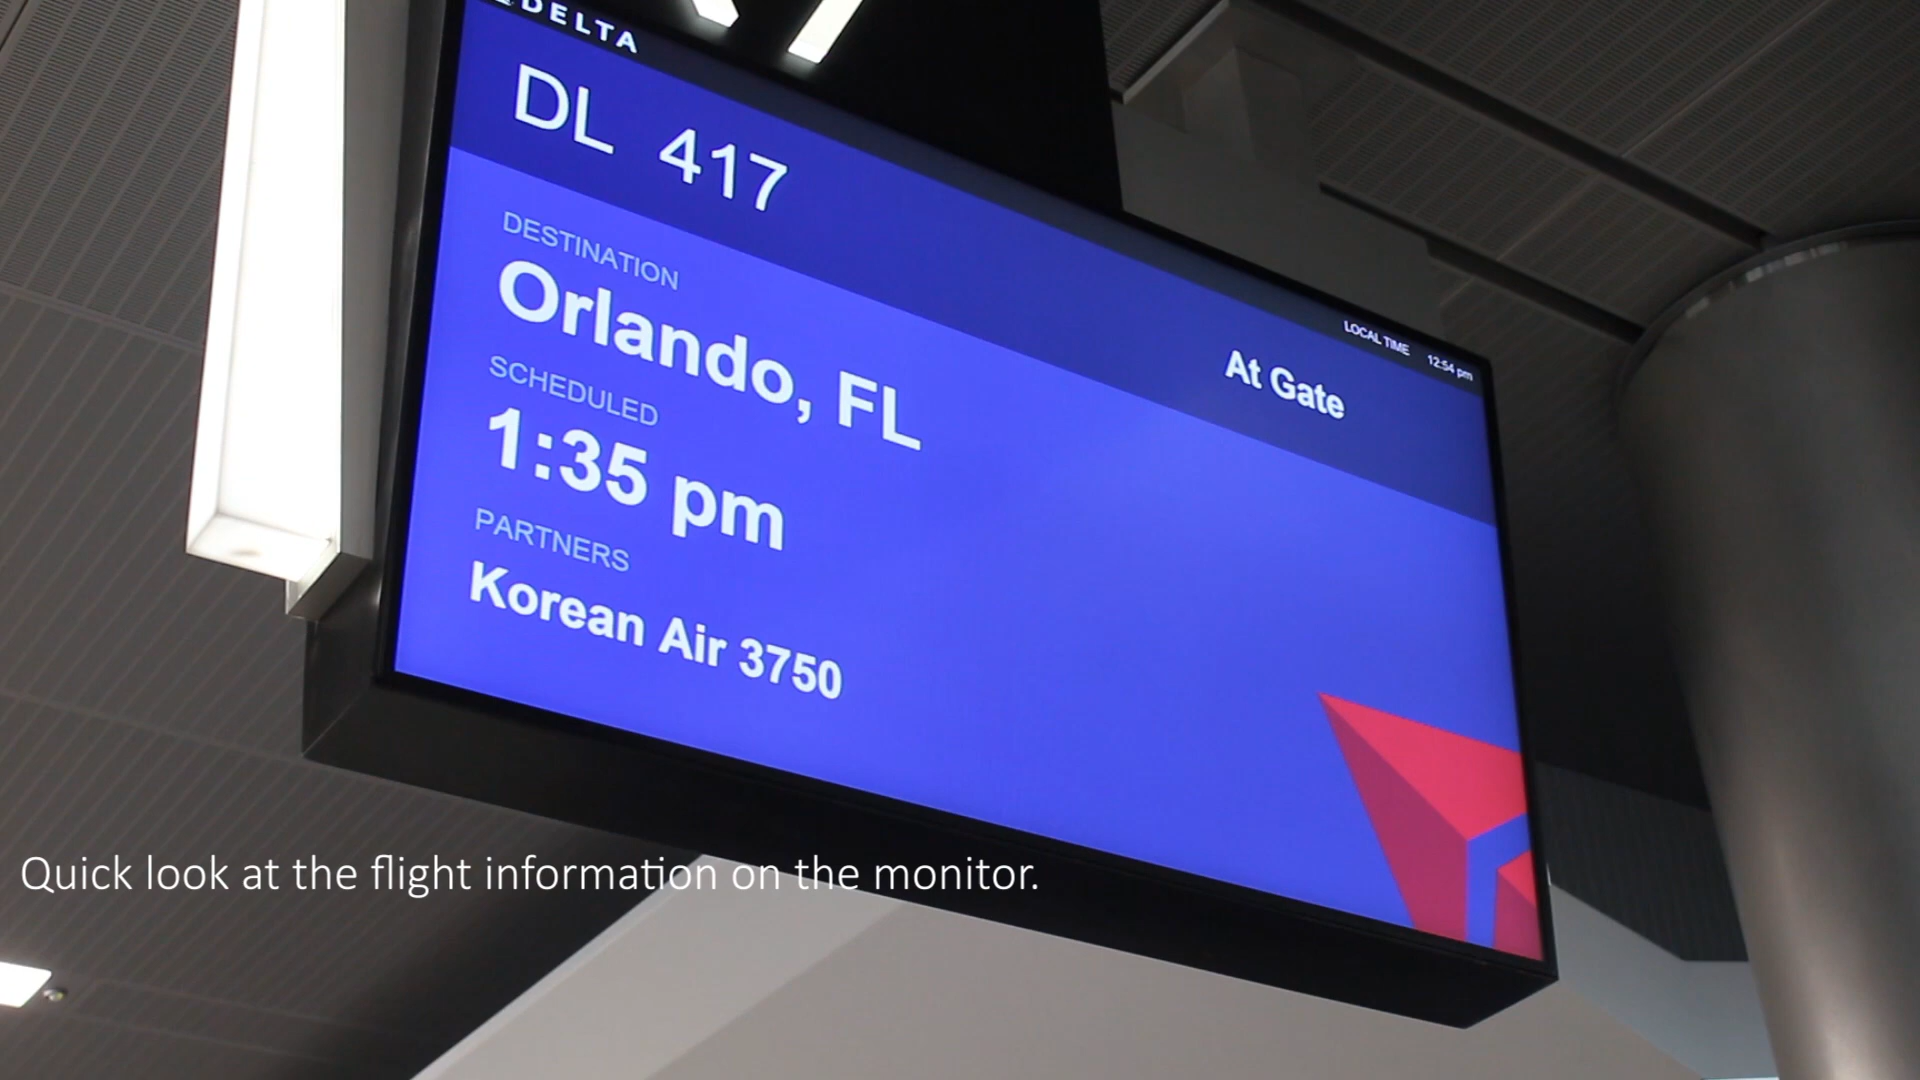 DELTA
DL 417
LOCAL TIME 12:54 pm
At Gate
DESTINATION
Orlando, FL
SCHEDULED
1:35 pm
PARTNERS
Korean Air 3750
Quick look at the flight information on the monitor.